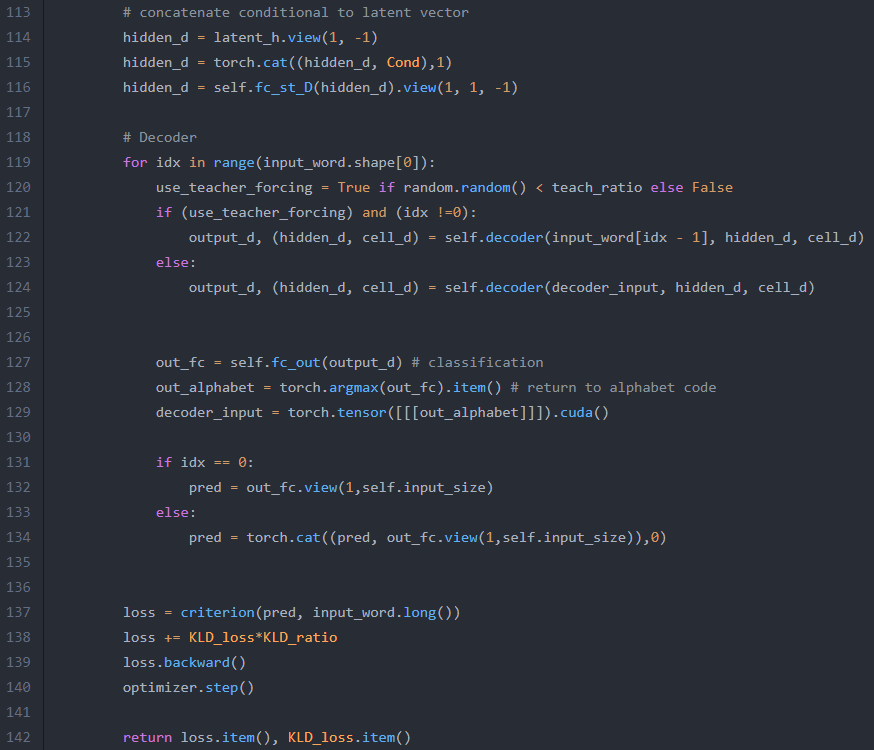 113 # concatenate conditional to latent vector
114 hidden_d = latent_h.view(1, -1)
115 hidden_d = torch.cat((hidden_d, Cond),1)
116 hidden_d = self.fc_st_D(hidden_d).view(1, 1, -1)
117
118 # Decoder
119 for idx in range(input_word.shape[0]):
120 use_teacher_forcing = True if random.random() < teach_ratio else False
121 if (use_teacher_forcing) and (idx !=0):
122 output_d, (hidden_d, cell_d) = self.decoder(input_word[idx - 1], hidden_d, cell_d)
123 else:
124 output_d, (hidden_d, cell_d) = self.decoder(decoder_input, hidden_d, cell_d)
125
126
127 out_fc = self.fc_out(output_d) # classification
128 out_alphabet = torch.argmax(out_fc).item() # return to alphabet code
129 decoder_input = torch.tensor([[[out_alphabet]]]).cuda()
130
131 if idx == 0:
132 pred = out_fc.view(1,self.input_size)
133 else:
134 pred = torch.cat((pred, out_fc.view(1,self.input_size)),0)
135
136
137 loss = criterion(pred, input_word.long())
138 loss += KLD_loss*KLD_ratio
139 loss.backward()
140 optimizer.step()
141
142 return loss.item(), KLD_loss.item()